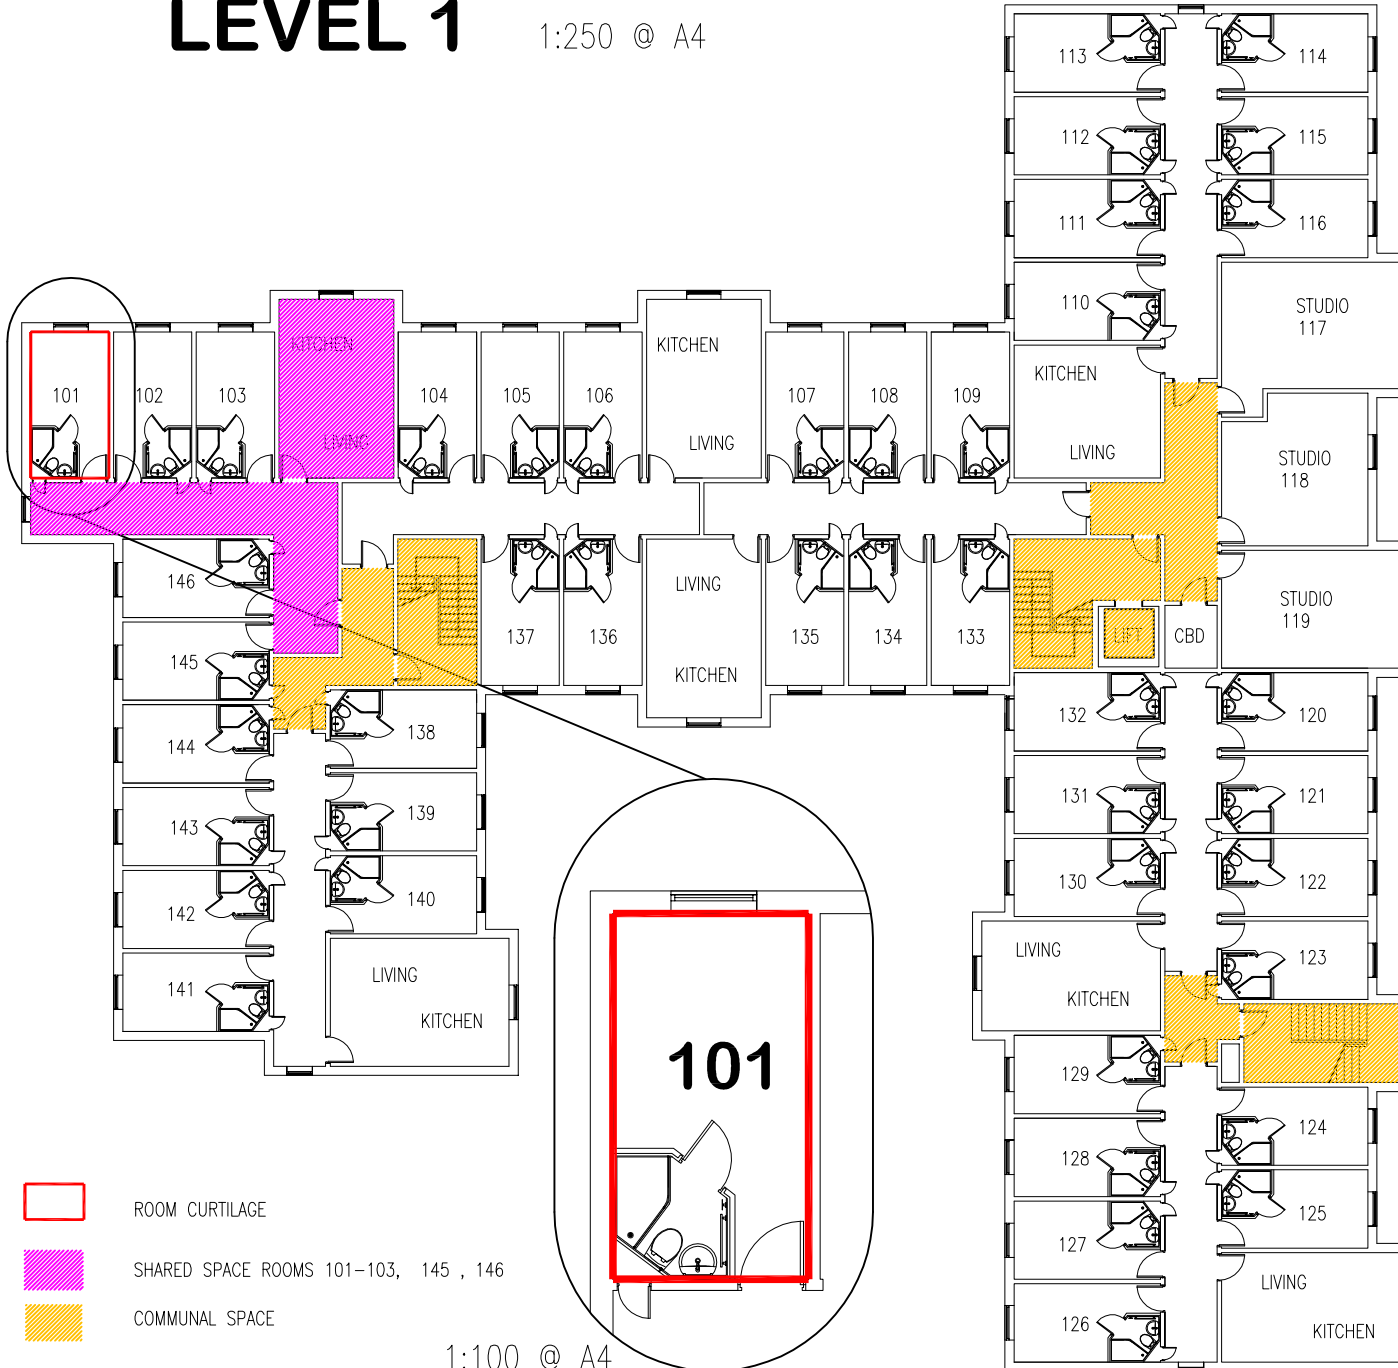 LEVEL 1
1:250 @ A4
113
114
112
115
111
116
110
STUDIO
117
KITCHEN
LIVING
STUDIO
118
STUDIO
119
101
102
103
KITCHEN
LIVING
104
105
106
KITCHEN
LIVING
107
108
109
LIFT
CBD
146
145
144
143
142
141
137
136
LIVING
KITCHEN
135
134
133
138
139
140
LIVING
KITCHEN
132
120
131
121
130
122
LIVING
KITCHEN
123
129
124
128
125
127
126
LIVING
KITCHEN
101
ROOM CURTILAGE
SHARED SPACE ROOMS 101-103, 145 , 146
COMMUNAL SPACE
1:100 @ A4